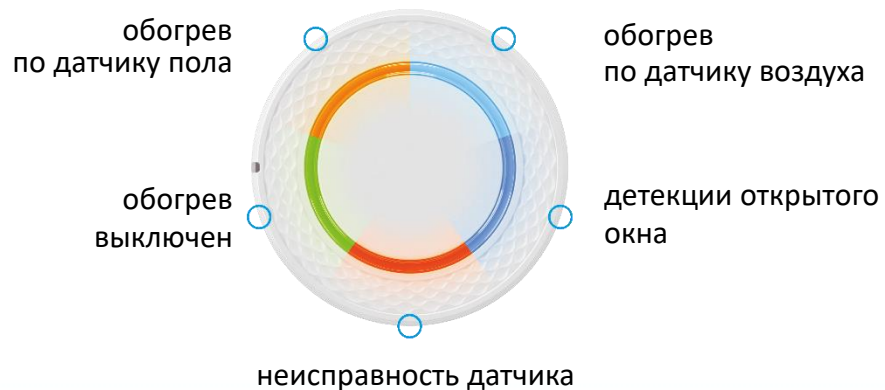 обогрев
по датчику пола
обогрев
по датчику воздуха
обогрев
выключен
детекции открытого
окна
неисправность датчика